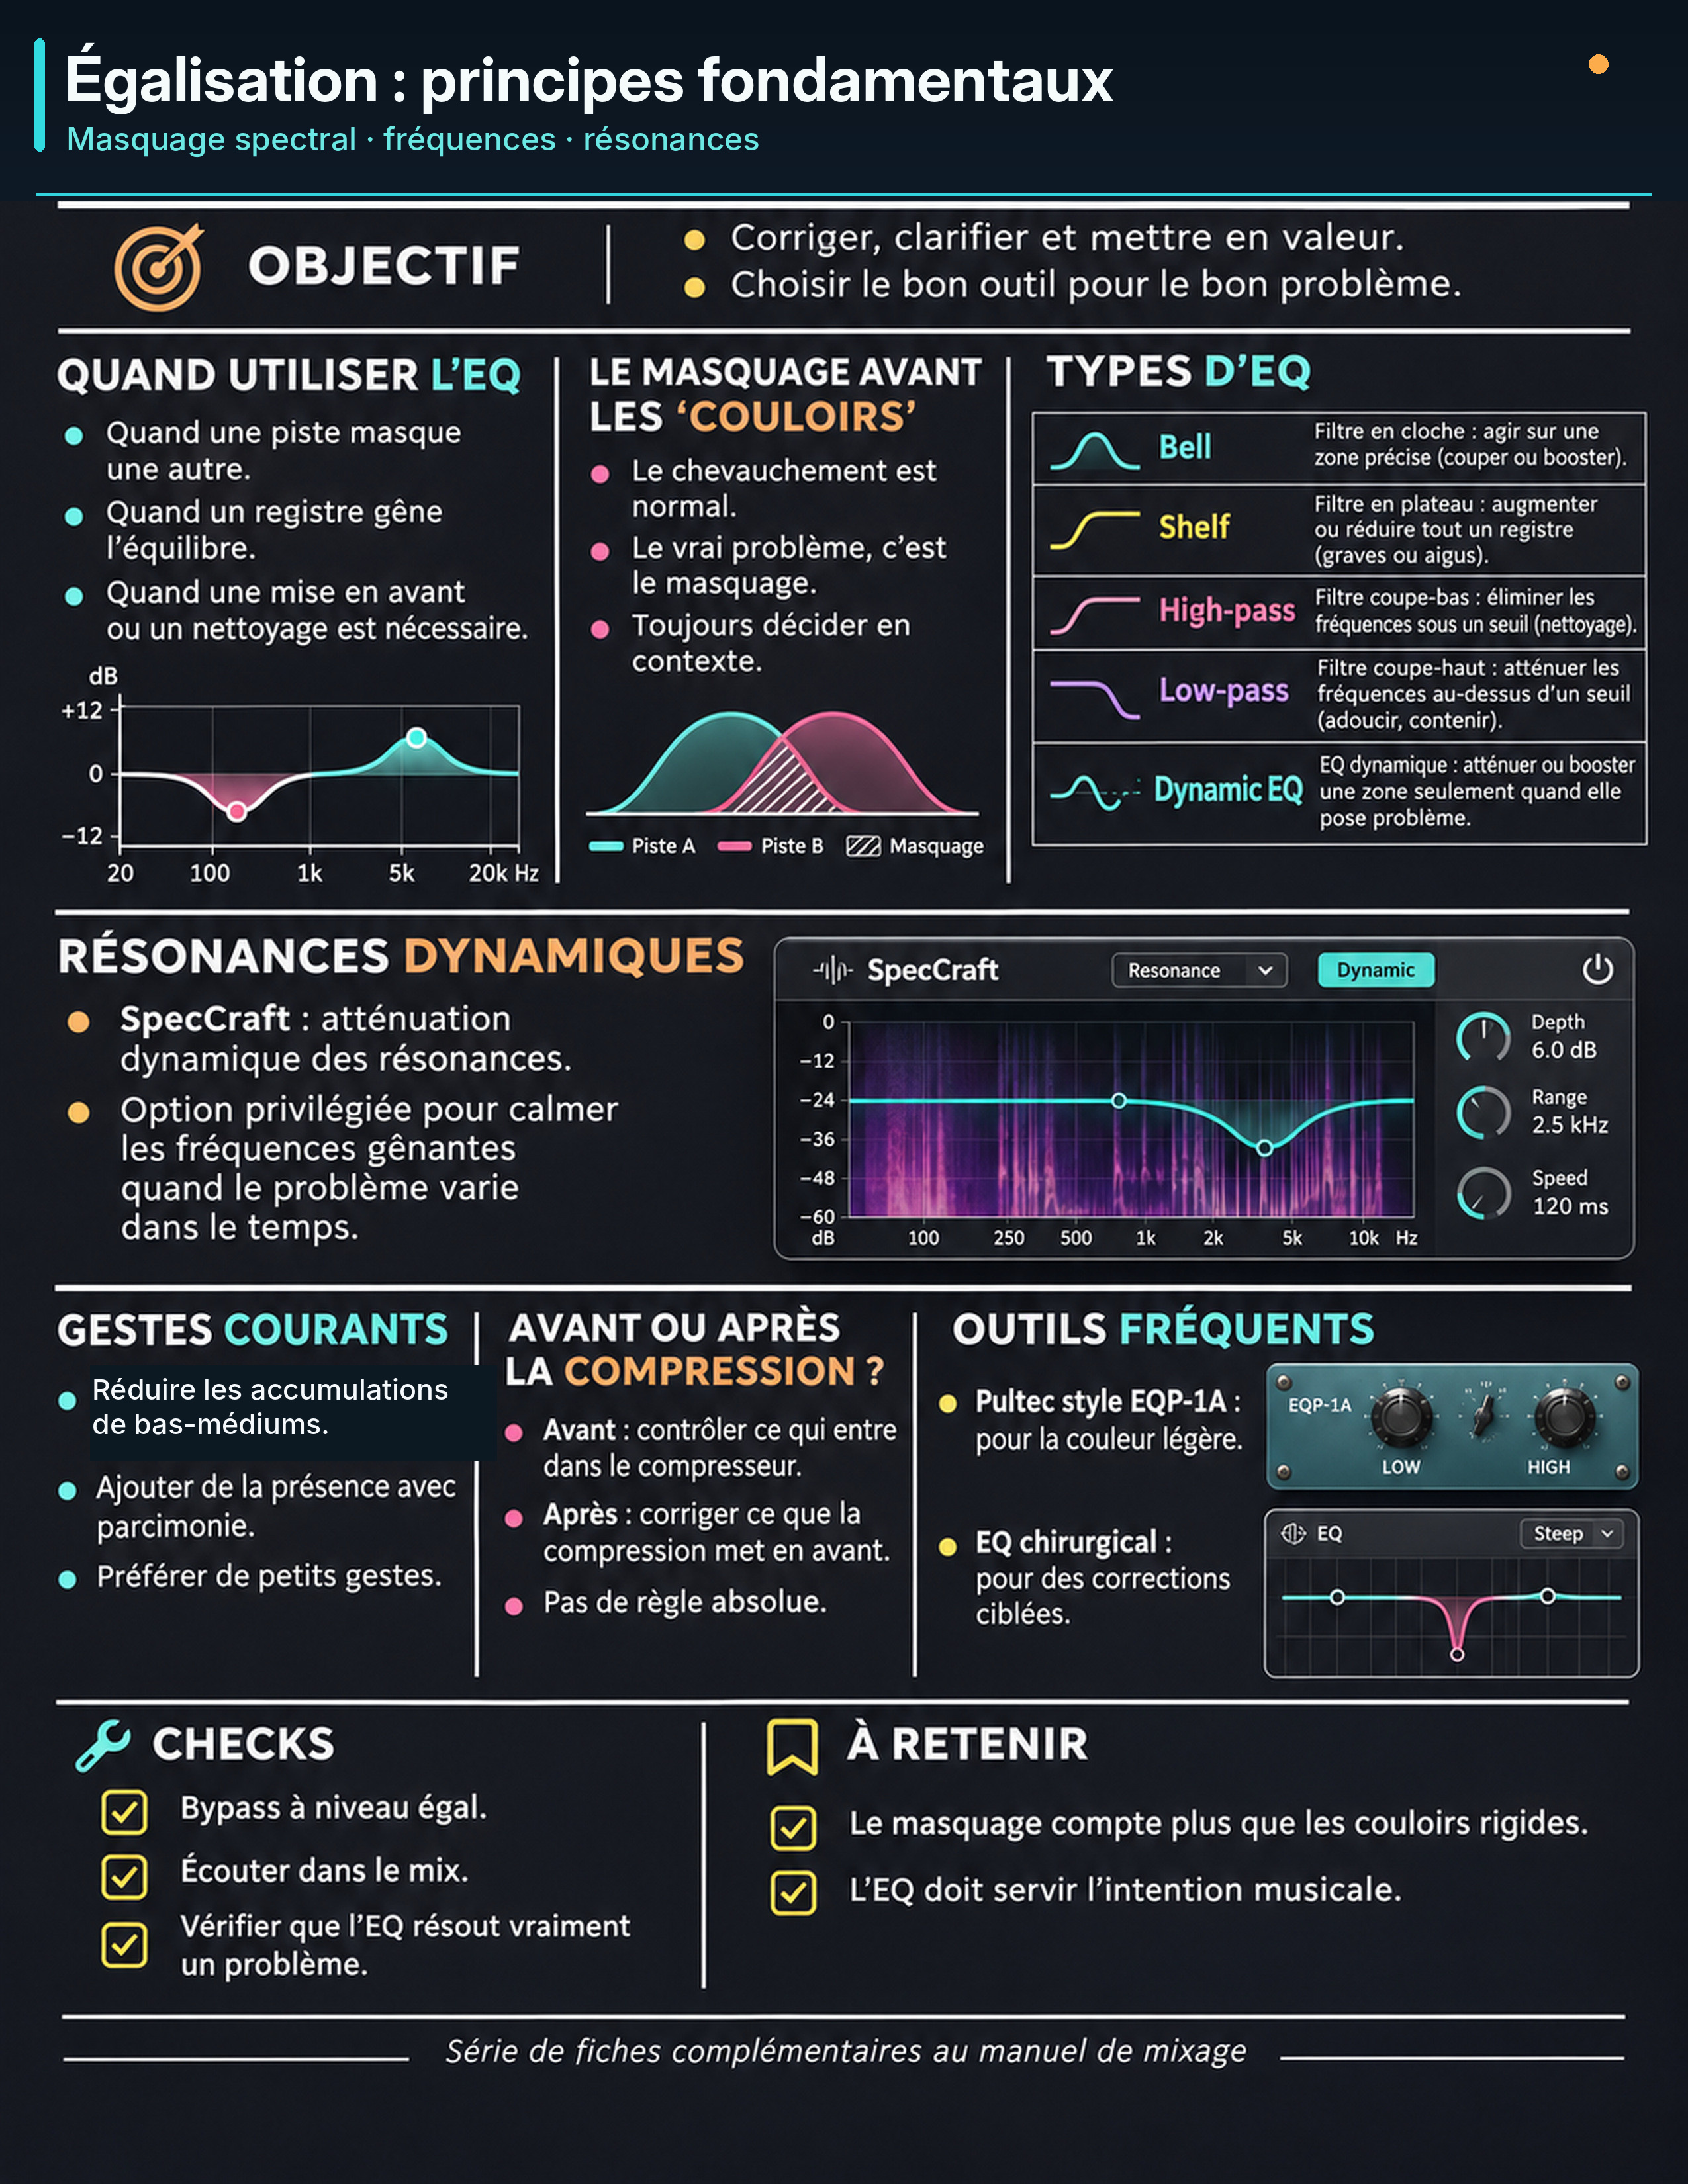 Égalisation : principes fondamentaux
Masquage spectral · fréquences · résonances
OBJECTIF
Corriger, clarifier et mettre en valeur.
Choisir le bon outil pour le bon problème.
QUAND UTILISER L’EQ
Quand une piste masque
une autre.
Quand un registre gêne
l’équilibre.
Quand une mise en avant
ou un nettoyage est nécessaire.
dB
+12
0
−12
20 100 1k 5k 20k Hz
LE MASQUAGE AVANT
LES ‘COULOIRS’
Le chevauchement est
normal.
Le vrai problème, c’est
le masquage.
Toujours décider en
contexte.
Piste A Piste B Masquage
TYPES D’EQ
Bell
Filtre en cloche : agir sur une
zone précise (couper ou booster).
Shelf
Filtre en plateau : augmenter
ou réduire tout un registre
(graves ou aigus).
High-pass
Filtre coupe-bas : éliminer les
fréquences sous un seuil (nettoyage).
Low-pass
Filtre coupe-haut : atténuer les
fréquences au-dessus d’un seuil
(adoucir, contenir).
Dynamic EQ
EQ dynamique : atténuer ou booster
une zone seulement quand elle
pose problème.
RÉSONANCES DYNAMIQUES
SpecCraft : atténuation
dynamique des résonances.
Option privilégiée pour calmer
les fréquences gênantes
quand le problème varie
dans le temps.
SpecCraft
Resonance
Dynamic
0
−12
−24
−36
−48
−60
dB 100 250 500 1k 2k 5k 10k Hz
Depth
6.0 dB
Range
2.5 kHz
Speed
120 ms
GESTES COURANTS
Réduire les accumulations
de bas-médiums.
Ajouter de la présence avec
parcimonie.
Préférer de petits gestes.
AVANT OU APRÈS
LA COMPRESSION ?
Avant : contrôler ce qui entre
dans le compresseur.
Après : corriger ce que la
compression met en avant.
Pas de règle absolue.
OUTILS FRÉQUENTS
Pultec style EQP-1A :
pour la couleur légère.
EQP-1A
LOW HIGH
EQ chirurgical :
pour des corrections
ciblées.
EQ
Steep
CHECKS
Bypass à niveau égal.
Écouter dans le mix.
Vérifier que l’EQ résout vraiment
un problème.
À RETENIR
Le masquage compte plus que les couloirs rigides.
L’EQ doit servir l’intention musicale.
Série de fiches complémentaires au manuel de mixage